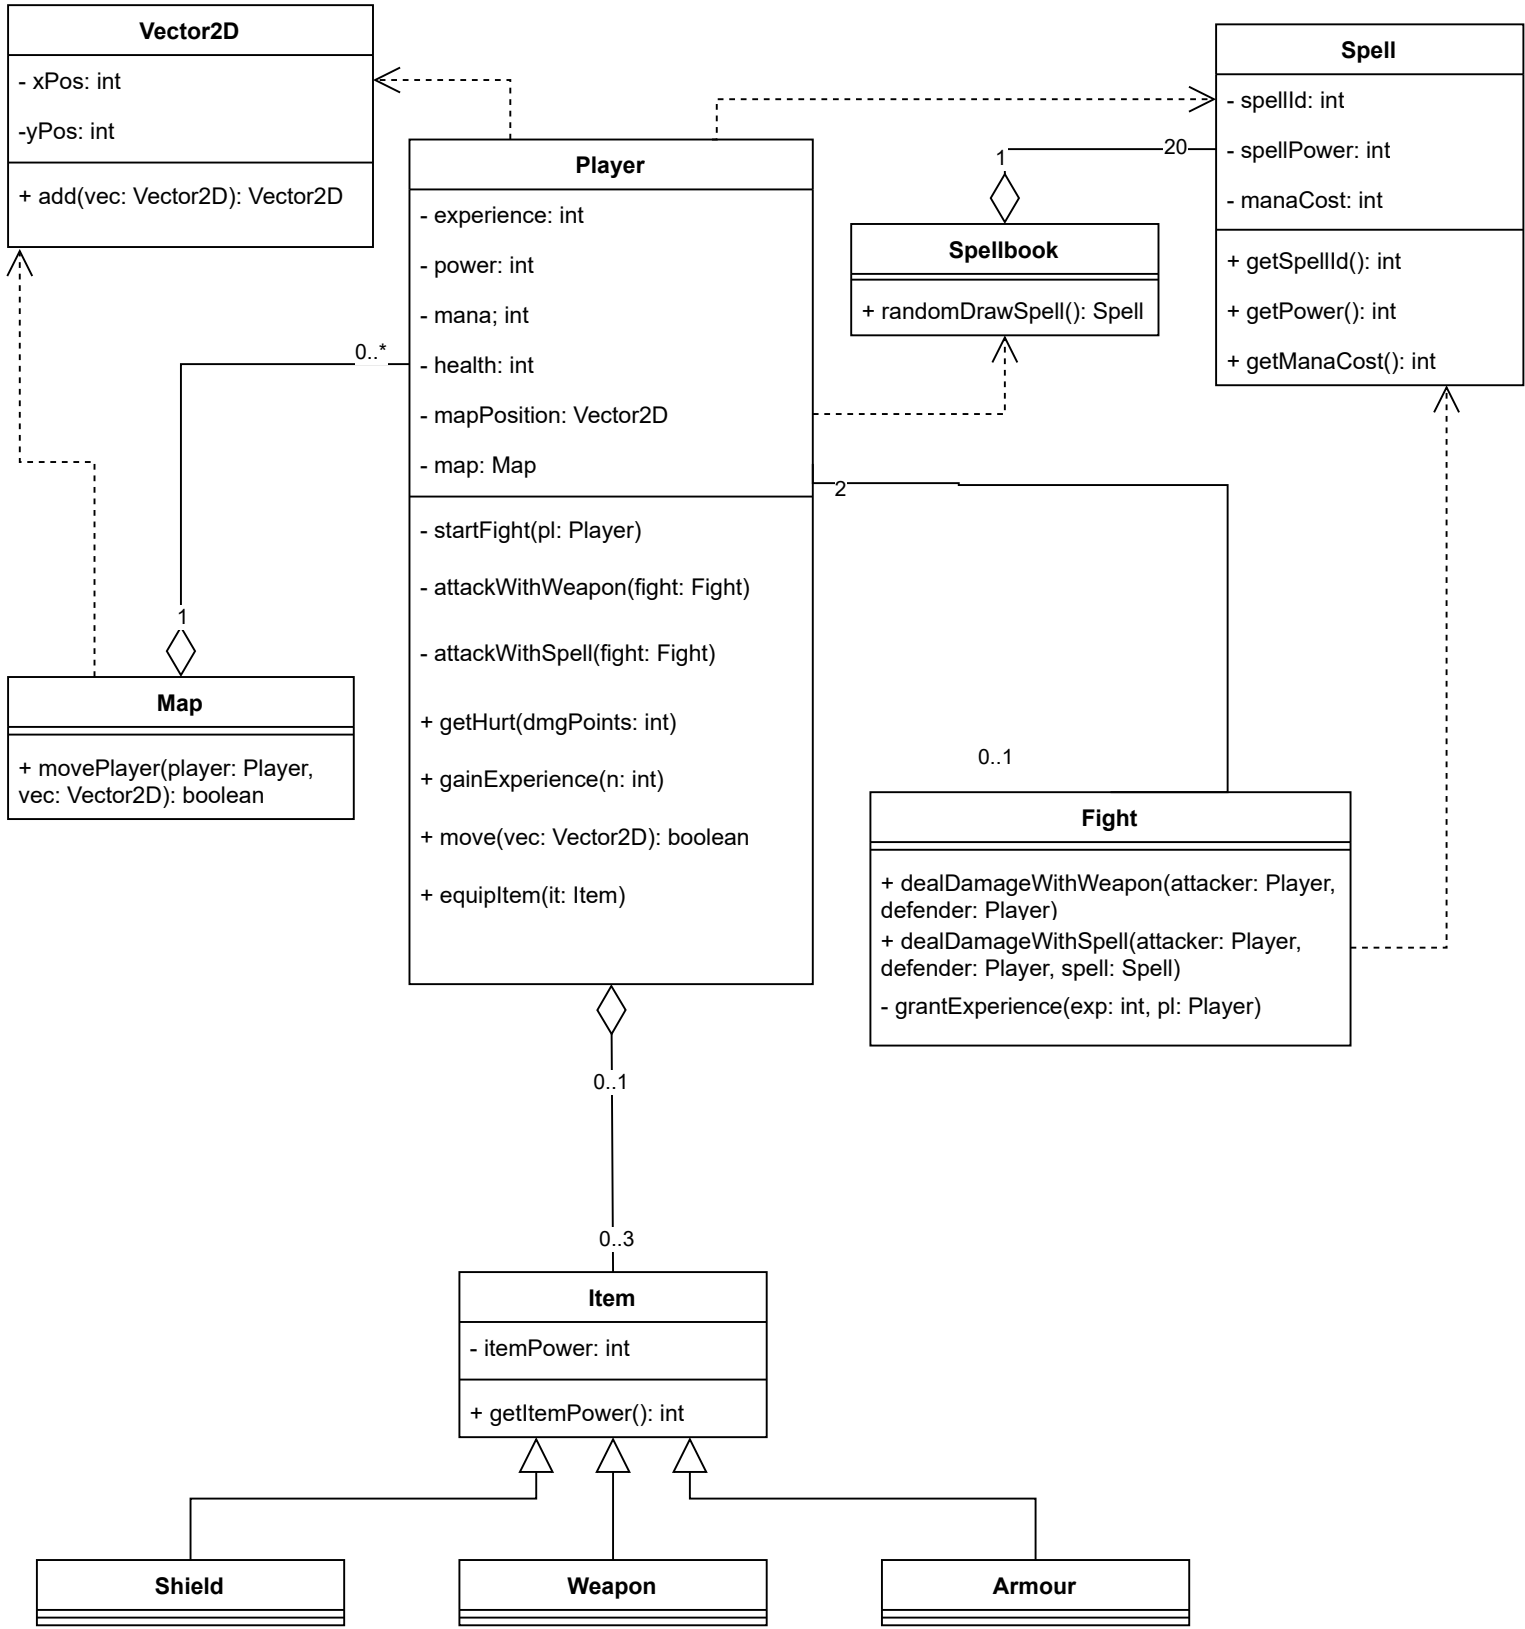 Vector2D
- xPos: int
-yPos: int
+ add(vec: Vector2D): Vector2D
Spell
- spellId: int
- spellPower: int
- manaCost: int
+ getSpellId(): int
+ getPower(): int
+ getManaCost(): int
20
1
Spellbook
+ randomDrawSpell(): Spell
Player
- experience: int
- power: int
- mana; int
- health: int
- mapPosition: Vector2D
- map: Map
- startFight(pl: Player)
- attackWithWeapon(fight: Fight)
- attackWithSpell(fight: Fight)
+ getHurt(dmgPoints: int)
+ gainExperience(n: int)
+ move(vec: Vector2D): boolean
+ equipItem(it: Item)
0..*
1
Map
+ movePlayer(player: Player,
vec: Vector2D): boolean
2
0..1
Fight
+ dealDamageWithWeapon(attacker: Player,
defender: Player)
+ dealDamageWithSpell(attacker: Player,
defender: Player, spell: Spell)
- grantExperience(exp: int, pl: Player)
0..1
0..3
Item
- itemPower: int
+ getItemPower(): int
Shield
Weapon
Armour